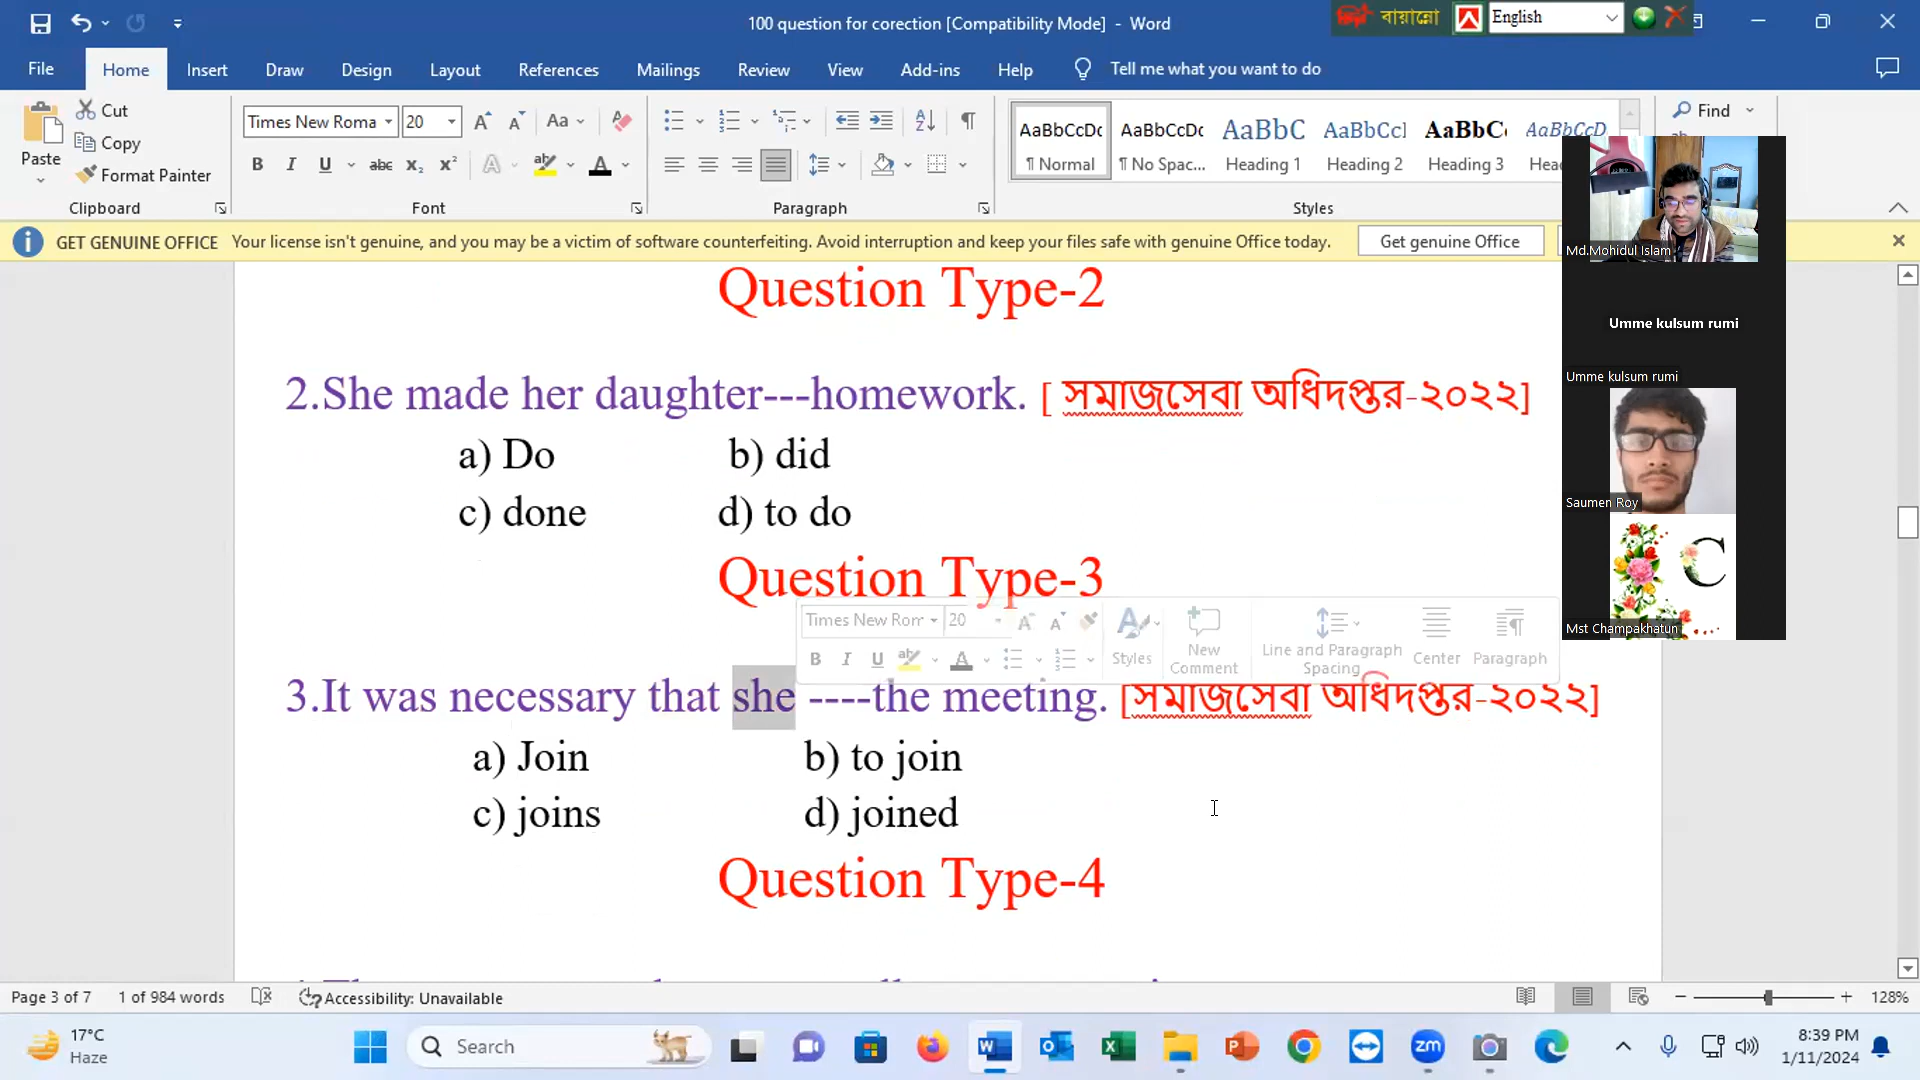 100 question for corection [Compatibility Mode] - Word
বায়ান্নো English
File Home Insert Draw Design Layout References Mailings Review View Add-ins Help Tell me what you want to do
Cut
Copy
Format Painter
Paste
Clipboard
Times New Roma 20
Aa
B I U abc x₂ x² A A
Font
Paragraph
AaBbCcDc AaBbCcDc AaBbC AaBbCcl AaBbCc AaBbCcD
¶ Normal ¶ No Spac... Heading 1 Heading 2 Heading 3 Hea
Styles
Find
GET GENUINE OFFICE Your license isn't genuine, and you may be a victim of software counterfeiting. Avoid interruption and keep your files safe with genuine Office today. Get genuine Office
Md.Mohidul Islam
Umme kulsum rumi
Umme kulsum rumi
Saumen Roy
C
Mst Champakhatun
Question Type-2
2.She made her daughter---homework. [ সমাজসেবা অধিদপ্তর-২০২২]
a) Do b) did
c) done d) to do
Question Type-3
Times New Ror 20
B I U A Styles New Comment Line and Paragraph Spacing Center Paragraph
3.It was necessary that she ----the meeting. [সমাজসেবা অধিদপ্তর-২০২২]
a) Join b) to join
c) joins d) joined
Question Type-4
Page 3 of 7 1 of 984 words Accessibility: Unavailable 128%
17°C
Haze
Search
zm
8:39 PM
1/11/2024